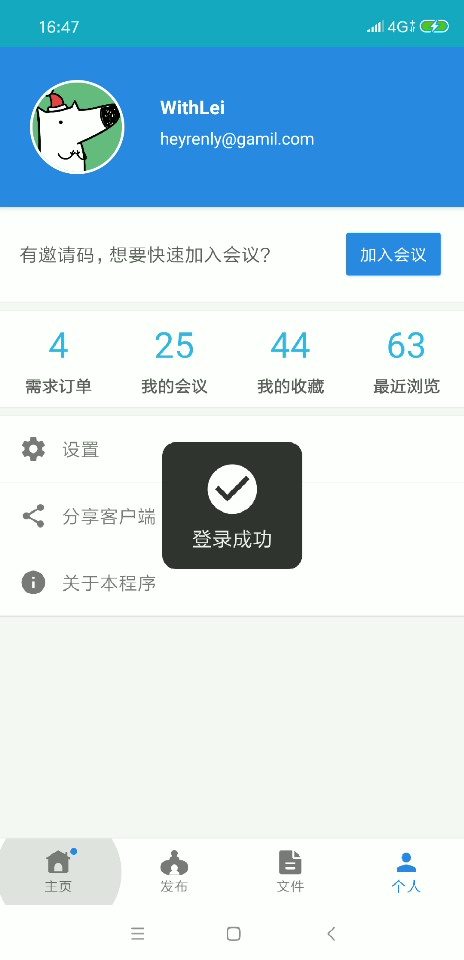 16:47
4G
WithLei
heyrenly@gamil.com
有邀请码，想要快速加入会议？
加入会议
4 25 44 63
需求订单 我的会议 我的收藏 最近浏览
设置
分享客户端
登录成功
关于本程序
主页 发布 文件 个人